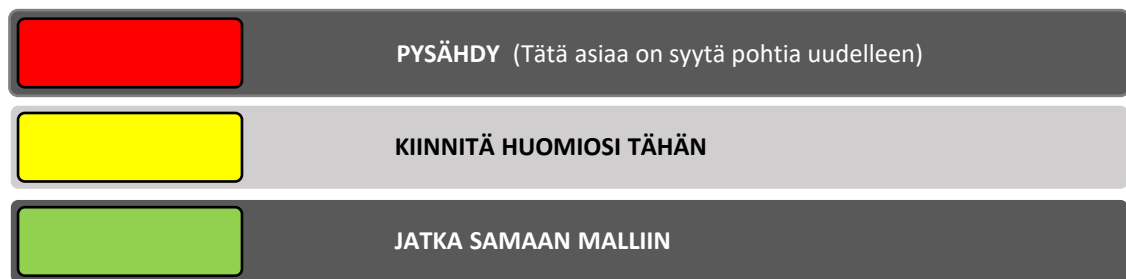 PYSÄHDY (Tätä asiaa on syytä pohtia uudelleen)
KIINNITÄ HUOMIOSI TÄHÄN
JATKA SAMAAN MALLIIN